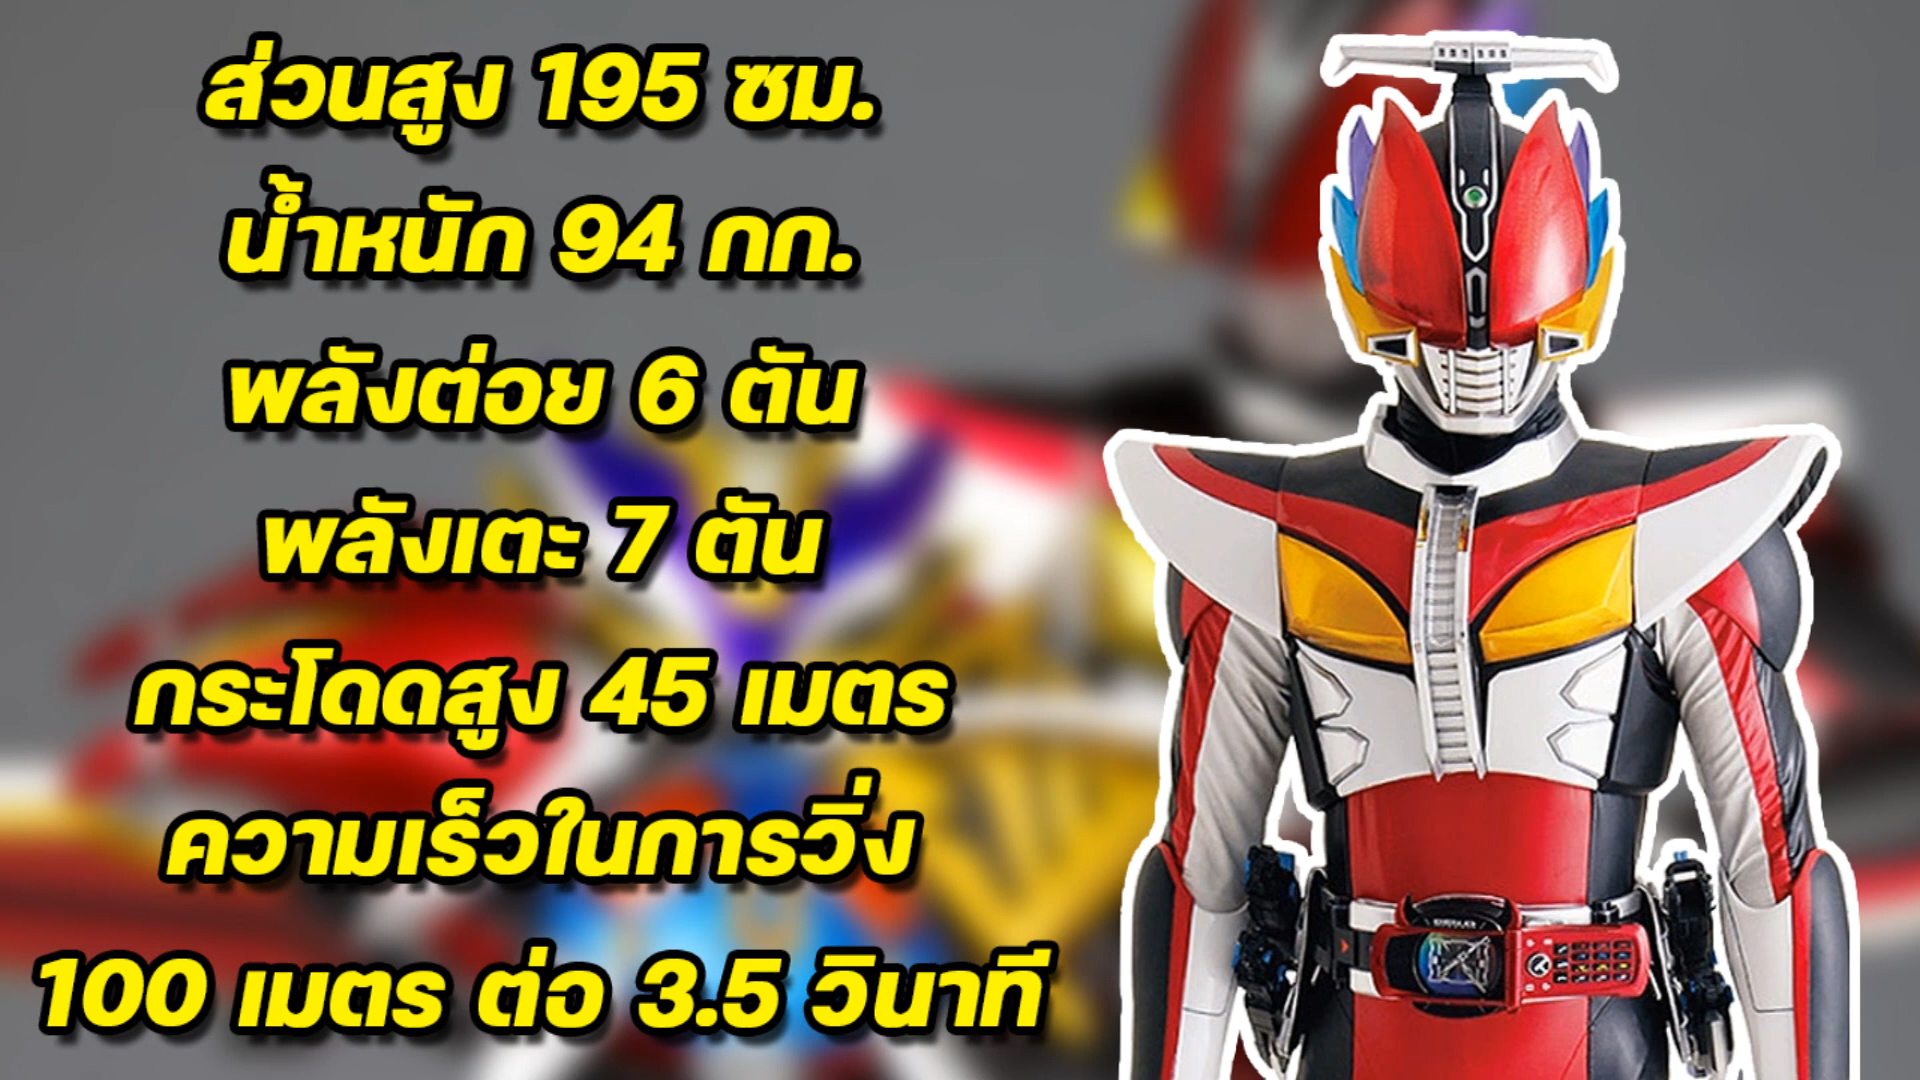 ส่วนสูง 195 ซม.
น้ำหนัก 94 กก.
พลังต่อย 6 ตัน
พลังเตะ 7 ตัน
กระโดดสูง 45 เมตร
ความเร็วในการวิ่ง
100 เมตร ต่อ 3.5 วินาที